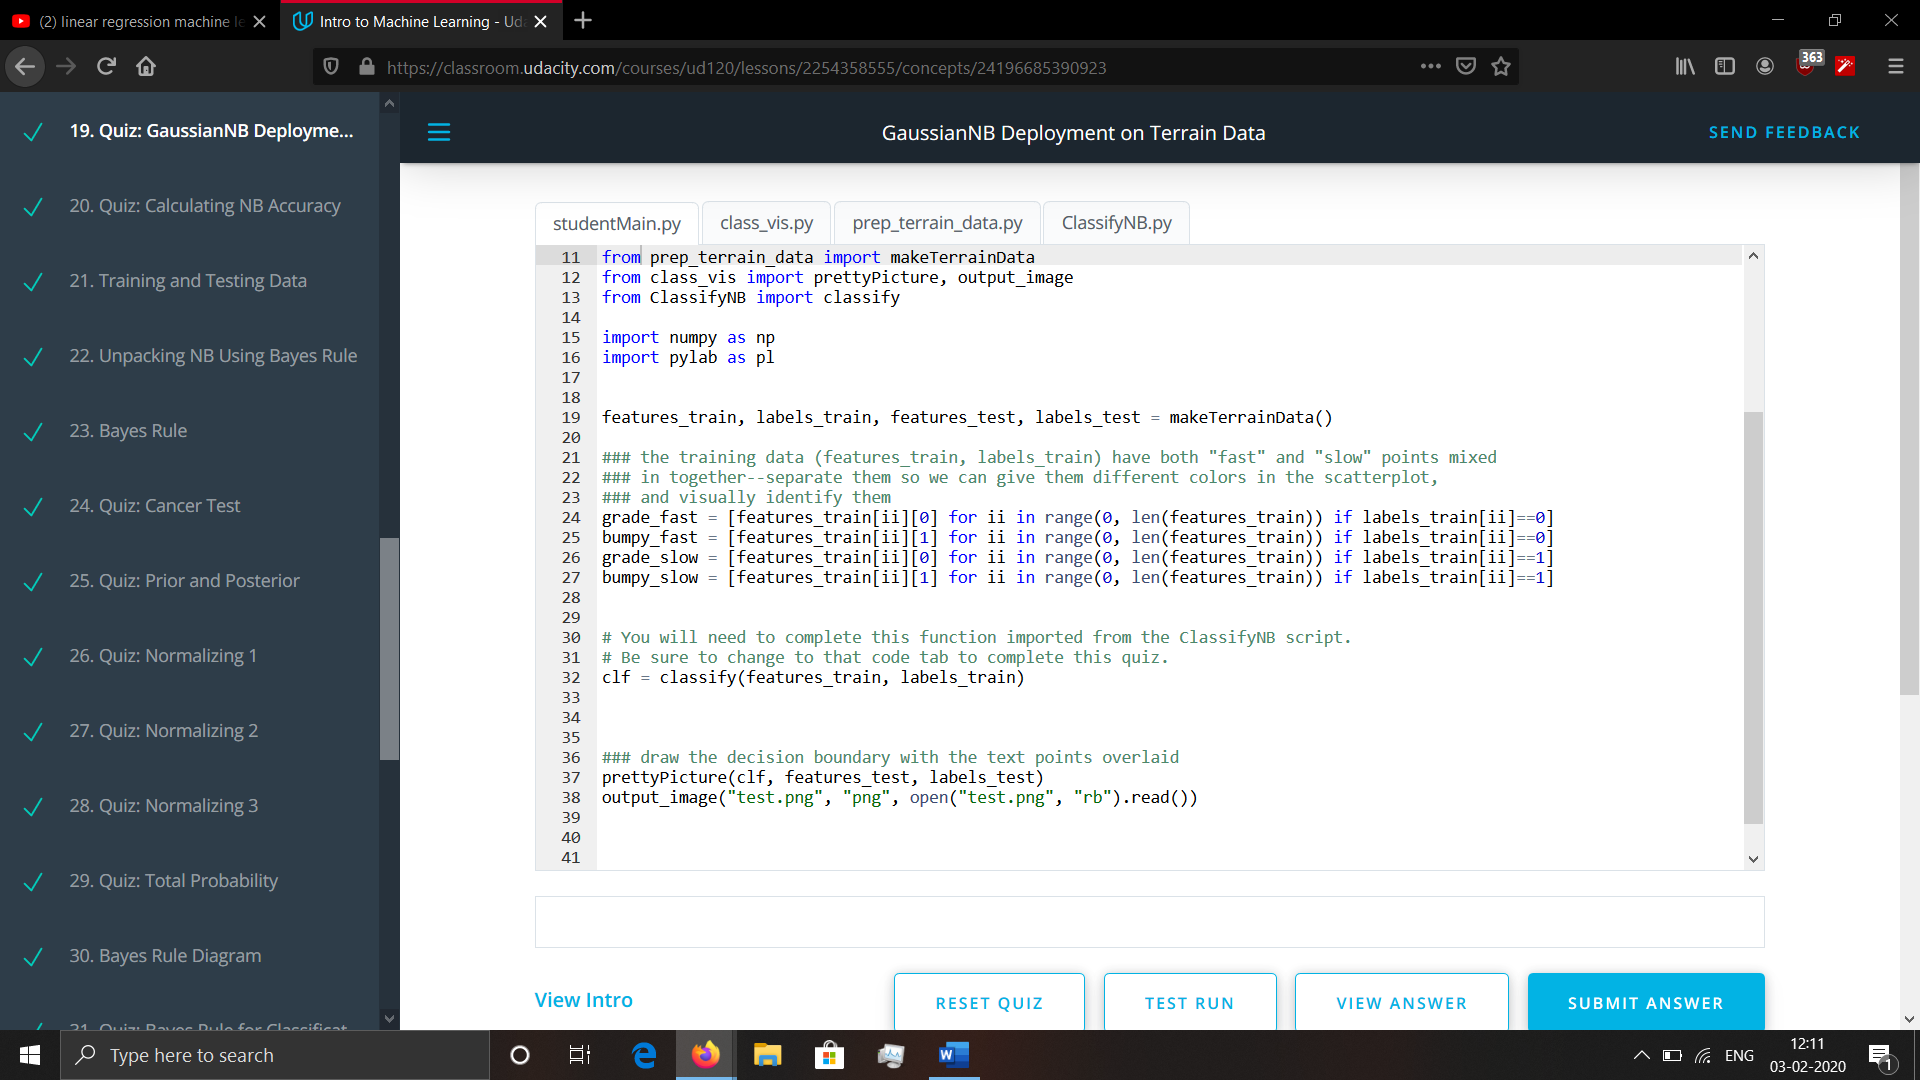 (2) linear regression machine le
Intro to Machine Learning - Uda
https://classroom.udacity.com/courses/ud120/lessons/2254358555/concepts/24196685390923
363
19. Quiz: GaussianNB Deployme...
20. Quiz: Calculating NB Accuracy
21. Training and Testing Data
22. Unpacking NB Using Bayes Rule
23. Bayes Rule
24. Quiz: Cancer Test
25. Quiz: Prior and Posterior
26. Quiz: Normalizing 1
27. Quiz: Normalizing 2
28. Quiz: Normalizing 3
29. Quiz: Total Probability
30. Bayes Rule Diagram
31. Quiz: Bayes Rule for Classificat
GaussianNB Deployment on Terrain Data
SEND FEEDBACK
studentMain.py
class_vis.py
prep_terrain_data.py
ClassifyNB.py
11 from prep_terrain_data import makeTerrainData
12 from class_vis import prettyPicture, output_image
13 from ClassifyNB import classify
14
15 import numpy as np
16 import pylab as pl
17
18
19 features_train, labels_train, features_test, labels_test = makeTerrainData()
20
21 ### the training data (features_train, labels_train) have both "fast" and "slow" points mixed
22 ### in together--separate them so we can give them different colors in the scatterplot,
23 ### and visually identify them
24 grade_fast = [features_train[ii][0] for ii in range(0, len(features_train)) if labels_train[ii]==0]
25 bumpy_fast = [features_train[ii][1] for ii in range(0, len(features_train)) if labels_train[ii]==0]
26 grade_slow = [features_train[ii][0] for ii in range(0, len(features_train)) if labels_train[ii]==1]
27 bumpy_slow = [features_train[ii][1] for ii in range(0, len(features_train)) if labels_train[ii]==1]
28
29
30 # You will need to complete this function imported from the ClassifyNB script.
31 # Be sure to change to that code tab to complete this quiz.
32 clf = classify(features_train, labels_train)
33
34
35
36 ### draw the decision boundary with the text points overlaid
37 prettyPicture(clf, features_test, labels_test)
38 output_image("test.png", "png", open("test.png", "rb").read())
39
40
41
View Intro
RESET QUIZ
TEST RUN
VIEW ANSWER
SUBMIT ANSWER
Type here to search
ENG
12:11
03-02-2020
1